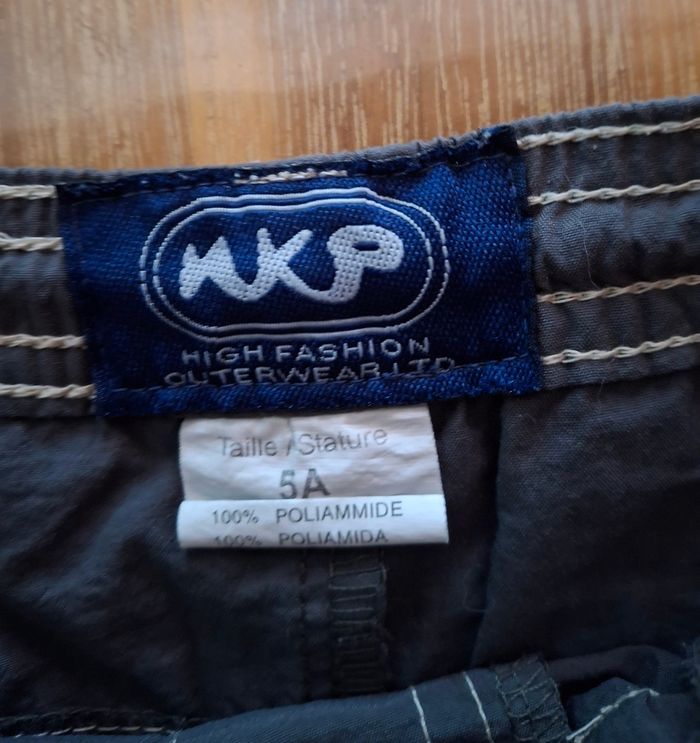 NKP
HIGH FASHION
OUTERWEAR LTD
Taille / Stature
5A
100% POLIAMMIDE
100% POLIAMIDA